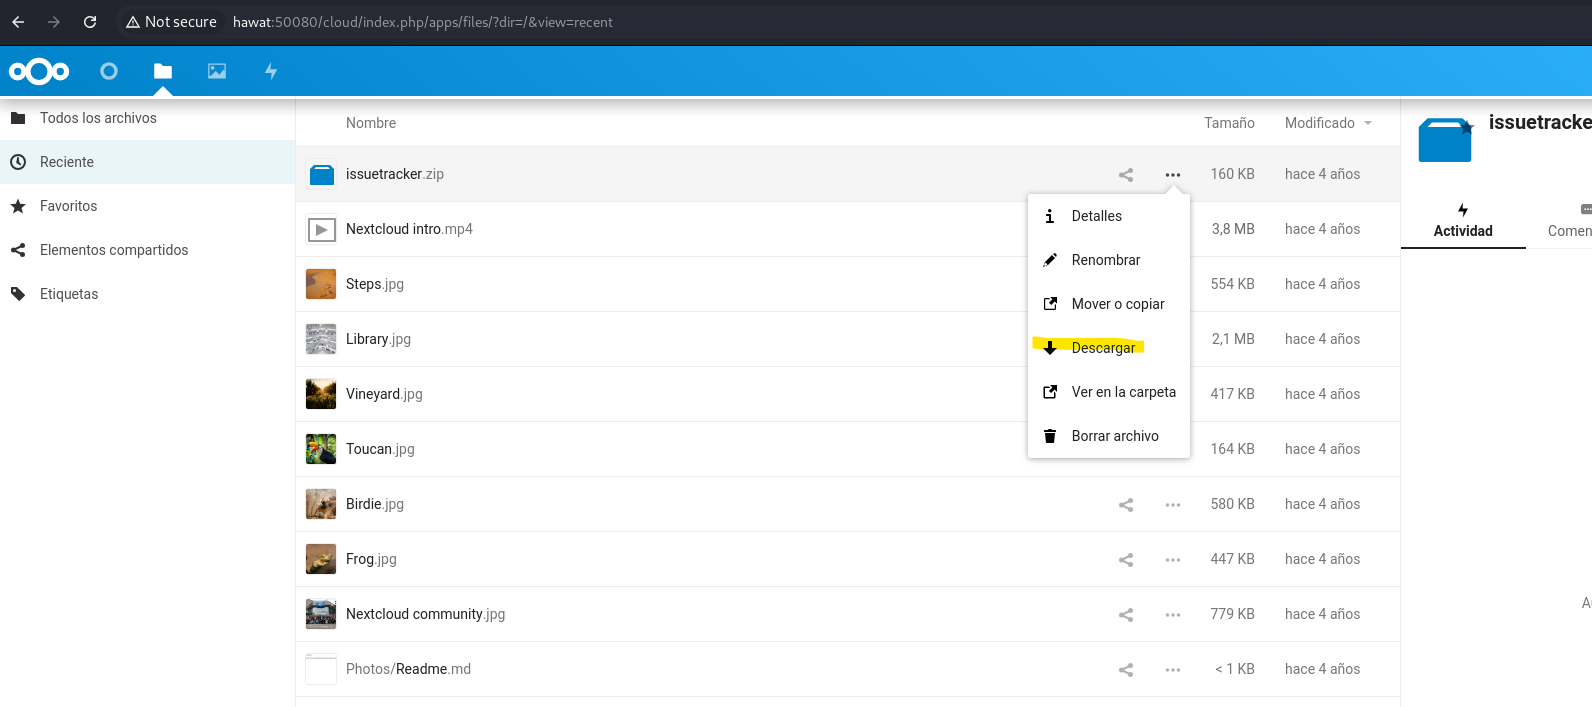 Not secure hawat:50080/cloud/index.php/apps/files/?dir=/&view=recent
Todos los archivos
Reciente
Favoritos
Elementos compartidos
Etiquetas
Nombre Tamaño Modificado
issuetracker.zip 160 KB hace 4 años
Nextcloud intro.mp4 3,8 MB hace 4 años
Steps.jpg 554 KB hace 4 años
Library.jpg 2,1 MB hace 4 años
Vineyard.jpg 417 KB hace 4 años
Toucan.jpg 164 KB hace 4 años
Birdie.jpg 580 KB hace 4 años
Frog.jpg 447 KB hace 4 años
Nextcloud community.jpg 779 KB hace 4 años
Photos/Readme.md < 1 KB hace 4 años
Detalles
Renombrar
Mover o copiar
Descargar
Ver en la carpeta
Borrar archivo
issuetracke
Actividad Comen